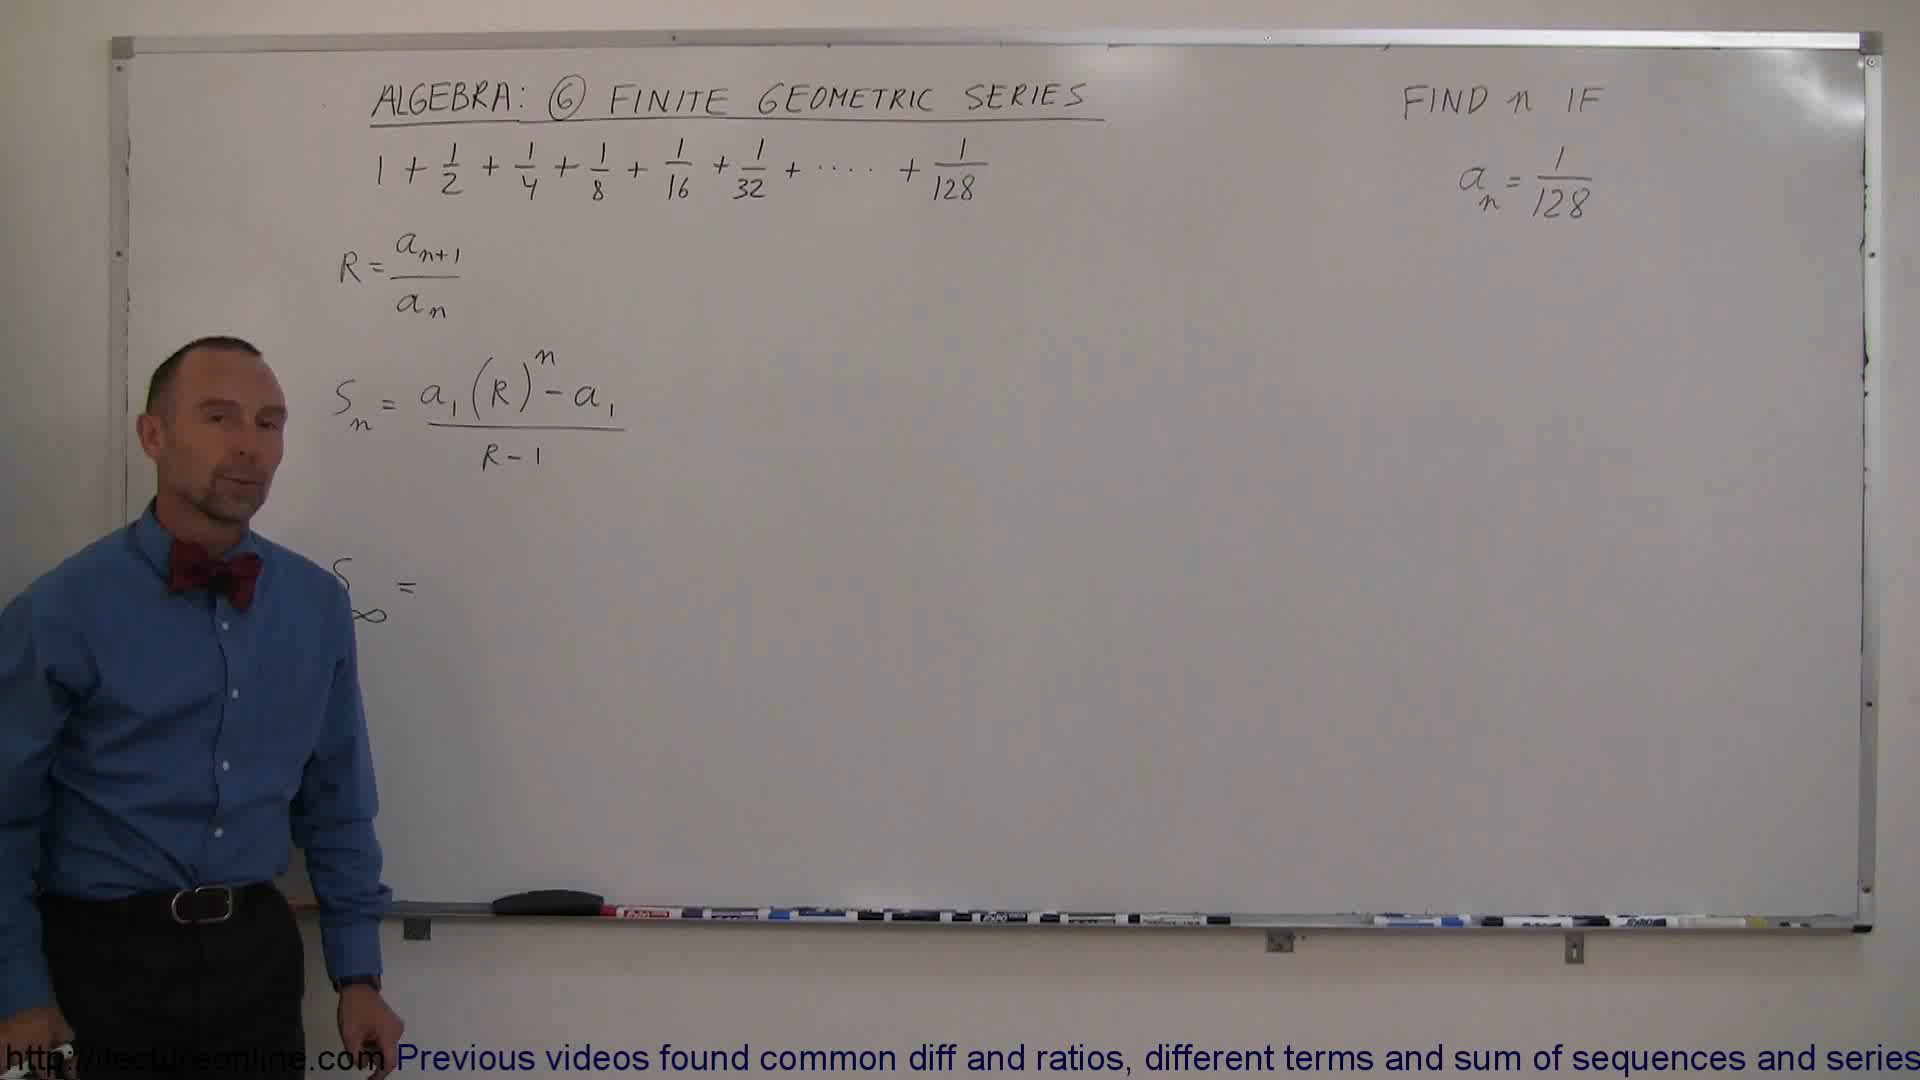 ALGEBRA: ⑥ FINITE GEOMETRIC SERIES
1 + 1/2 + 1/4 + 1/8 + 1/16 + 1/32 + ..... + 1/128
R = a_{n+1} / a_n
S_n = (a_1 (R)^n - a_1) / (R - 1)
S_∞ =
FIND n IF
a_n = 1/128
http://ilectureonline.com Previous videos found common diff and ratios, different terms and sum of sequences and series